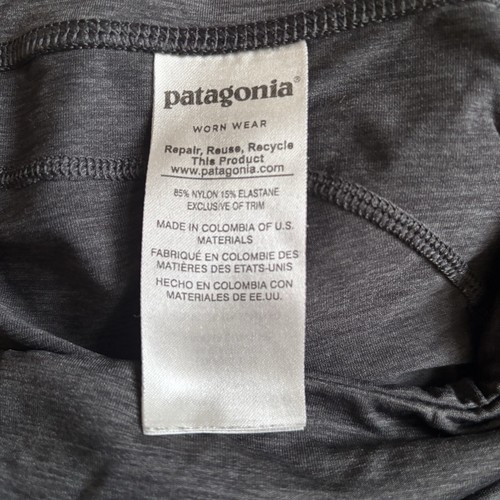 patagonia®
WORN WEAR
Repair, Reuse, Recycle
This Product
www.patagonia.com
85% NYLON 15% ELASTANE
EXCLUSIVE OF TRIM
MADE IN COLOMBIA OF U.S.
MATERIALS
FABRIQUÉ EN COLOMBIE DES
MATIÈRES DES ETATS-UNIS
HECHO EN COLOMBIA CON
MATERIALES DE EE.UU.